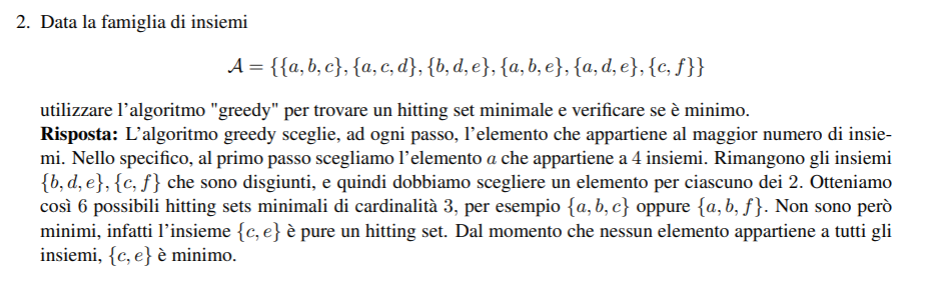 2. Data la famiglia di insiemi
𝒜 = {{a, b, c}, {a, c, d}, {b, d, e}, {a, b, e}, {a, d, e}, {c, f}}
utilizzare l'algoritmo "greedy" per trovare un hitting set minimale e verificare se è minimo.
Risposta: L'algoritmo greedy sceglie, ad ogni passo, l'elemento che appartiene al maggior numero di insie-
mi. Nello specifico, al primo passo scegliamo l'elemento a che appartiene a 4 insiemi. Rimangono gli insiemi
{b, d, e}, {c, f} che sono disgiunti, e quindi dobbiamo scegliere un elemento per ciascuno dei 2. Otteniamo
così 6 possibili hitting sets minimali di cardinalità 3, per esempio {a, b, c} oppure {a, b, f}. Non sono però
minimi, infatti l'insieme {c, e} è pure un hitting set. Dal momento che nessun elemento appartiene a tutti gli
insiemi, {c, e} è minimo.